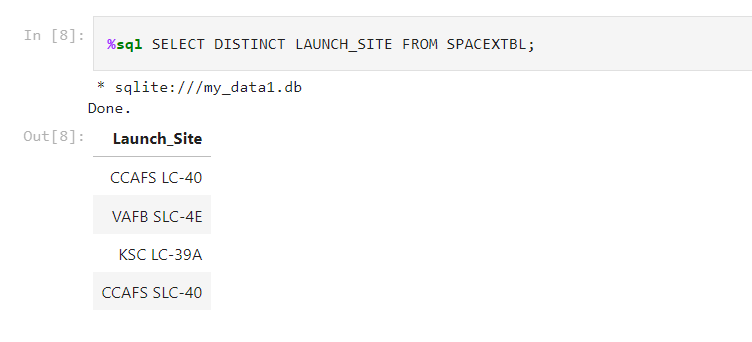 In [8]: %sql SELECT DISTINCT LAUNCH_SITE FROM SPACEXTBL;
* sqlite:///my_data1.db
Done.
Out[8]: Launch_Site
CCAFS LC-40
VAFB SLC-4E
KSC LC-39A
CCAFS SLC-40